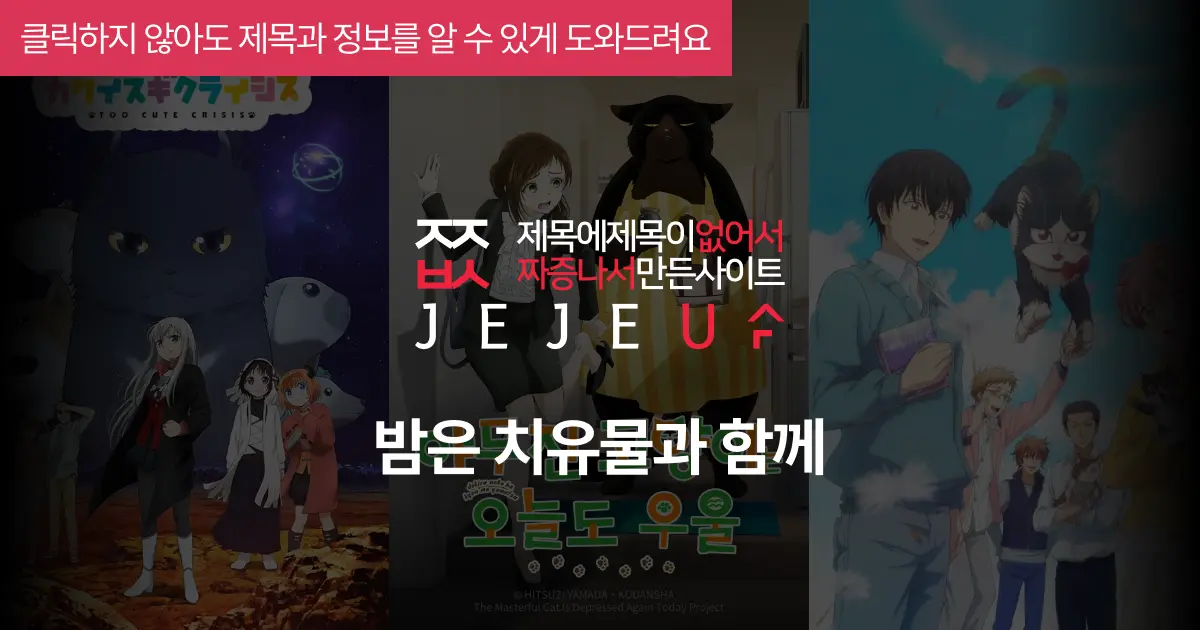 클릭하지 않아도 제목과 정보를 알 수 있게 도와드려요
カワイスギクライシス
TOO CUTE CRISIS
제목에제목이없어서
짜증나서만든사이트
JEJEU
밤은 치유물과 함께
오늘도 우울
© HITSUZI YAMADA・KODANSHA
The Masterful Cat Is Depressed Again Today Project